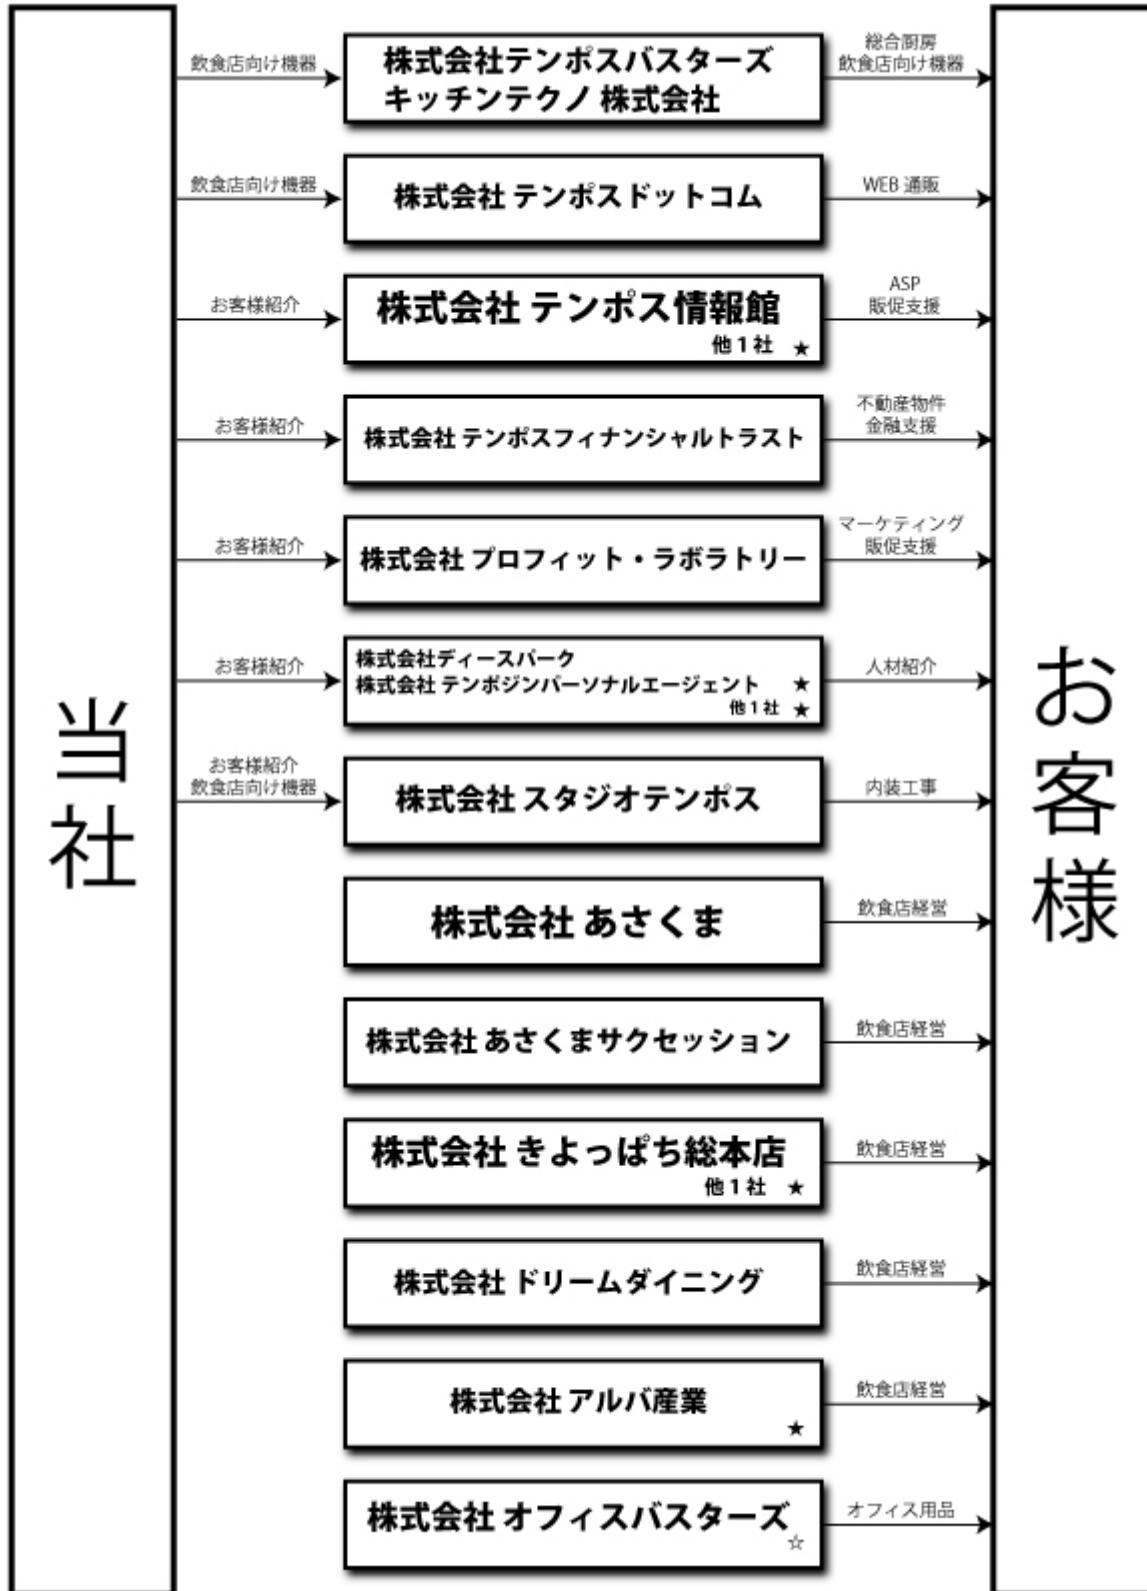 当社
飲食店向け機器
株式会社テンポスバスターズ
キッチンテクノ 株式会社
総合厨房
飲食店向け機器
飲食店向け機器
株式会社 テンポスドットコム
WEB 通販
お客様紹介
株式会社 テンポス情報館
他1社 ★
ASP
販促支援
お客様紹介
株式会社 テンポスフィナンシャルトラスト
不動産物件
金融支援
お客様紹介
株式会社 プロフィット・ラボラトリー
マーケティング
販促支援
お客様紹介
株式会社ディースパーク
株式会社 テンポジンパーソナルエージェント ★
他1社 ★
人材紹介
お客様紹介
飲食店向け機器
株式会社 スタジオテンポス
内装工事
株式会社 あさくま
飲食店経営
株式会社 あさくまサクセッション
飲食店経営
株式会社 きよっぱち総本店
他1社 ★
飲食店経営
株式会社 ドリームダイニング
飲食店経営
株式会社 アルバ産業
★
飲食店経営
株式会社 オフィスバスターズ
☆
オフィス用品
お客様